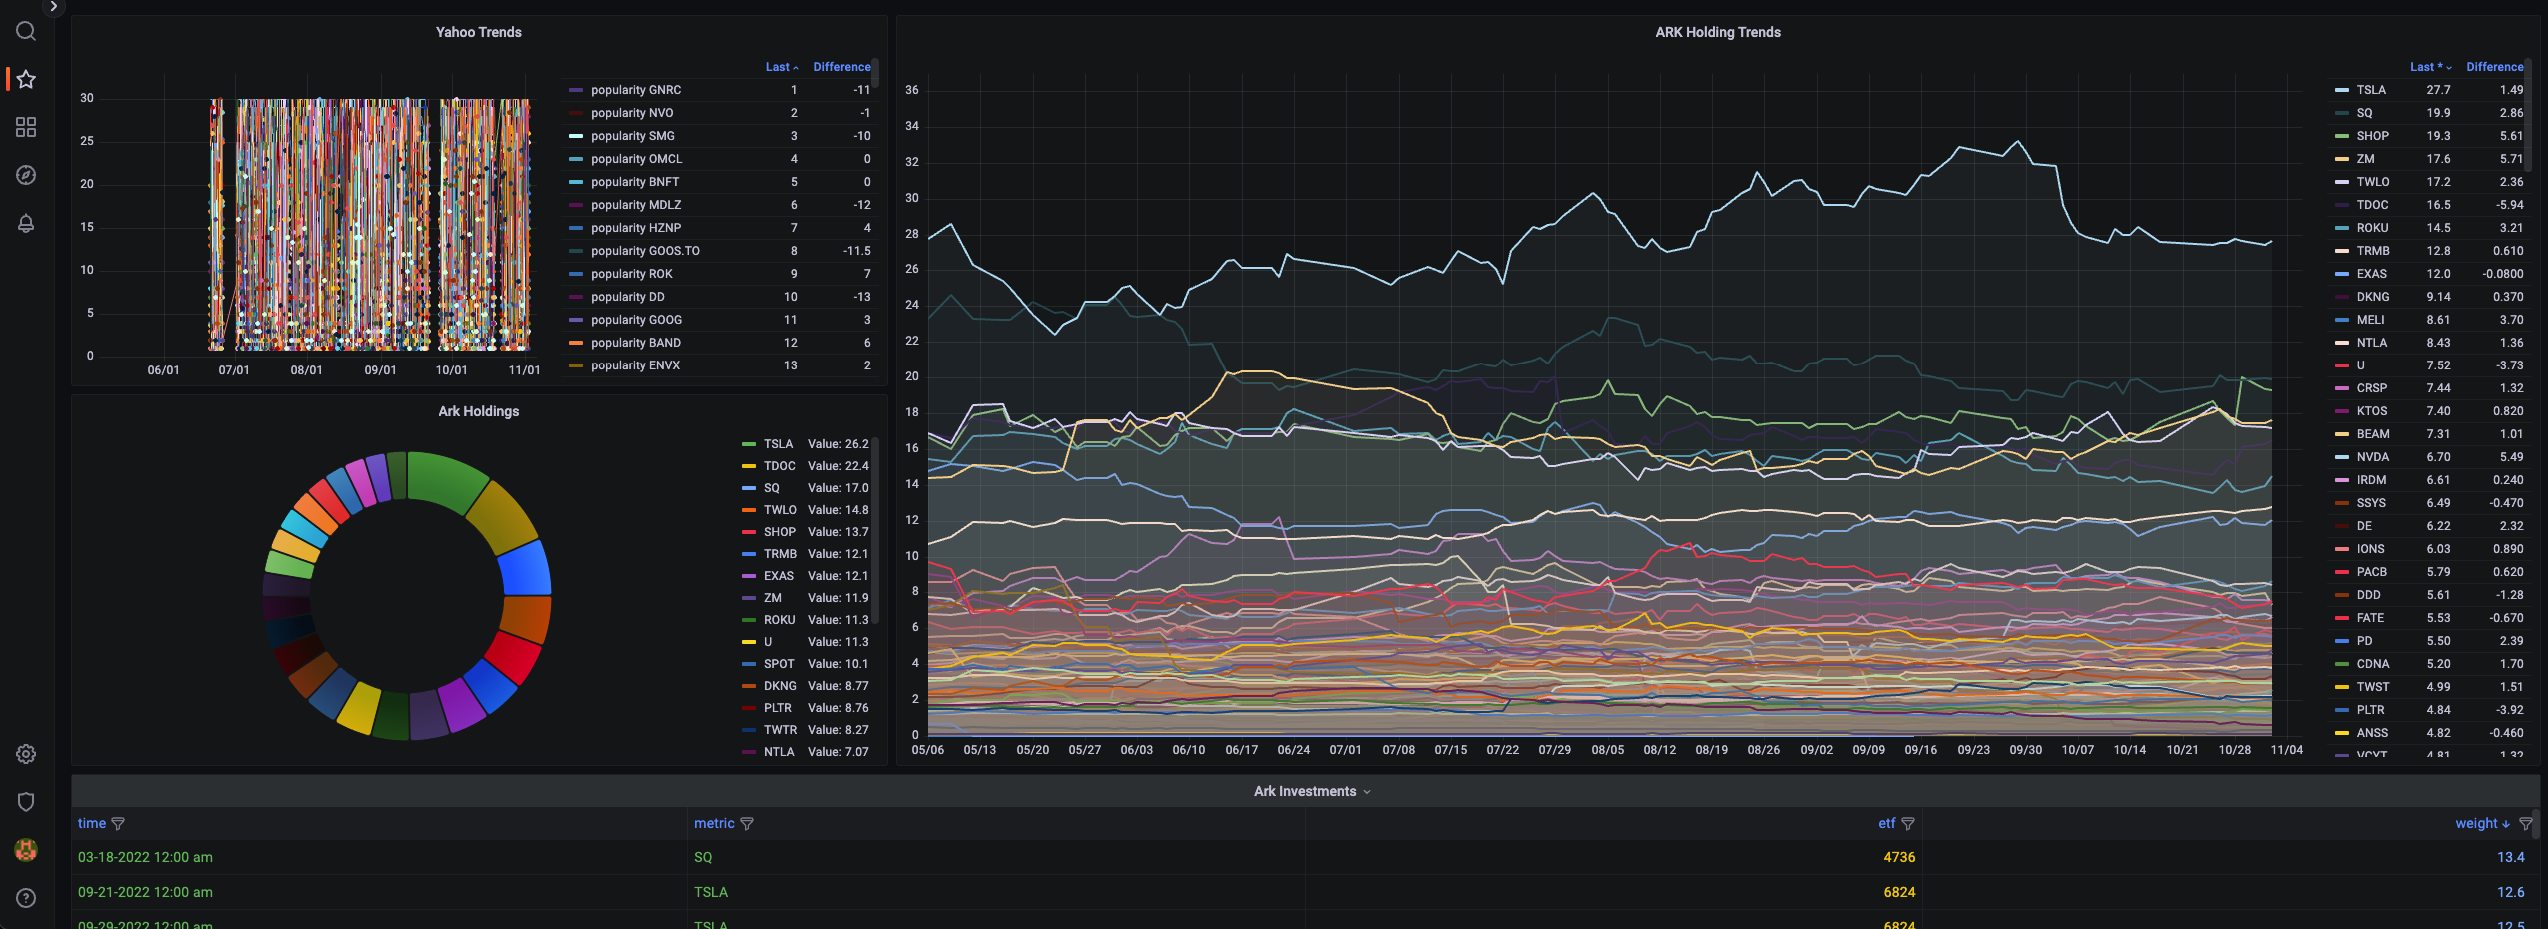 Yahoo Trends
Last Difference
30
25
20
15
10
5
0
06/01 07/01 08/01 09/01 10/01 11/01
popularity GNRC 1 -11
popularity NVO 2 -1
popularity SMG 3 -10
popularity OMCL 4 0
popularity BNFT 5 0
popularity MDLZ 6 -12
popularity HZNP 7 4
popularity GOOS.TO 8 -11.5
popularity ROK 9 7
popularity DD 10 -13
popularity GOOG 11 3
popularity BAND 12 6
popularity ENVX 13 2
Ark Holdings
TSLA Value: 26.2
TDOC Value: 22.4
SQ Value: 17.0
TWLO Value: 14.8
SHOP Value: 13.7
TRMB Value: 12.1
EXAS Value: 12.1
ZM Value: 11.9
ROKU Value: 11.3
U Value: 11.3
SPOT Value: 10.1
DKNG Value: 8.77
PLTR Value: 8.76
TWTR Value: 8.27
NTLA Value: 7.07
ARK Holding Trends
36
34
32
30
28
26
24
22
20
18
16
14
12
10
8
6
4
2
0
05/06 05/13 05/20 05/27 06/03 06/10 06/17 06/24 07/01 07/08 07/15 07/22 07/29 08/05 08/12 08/19 08/26 09/02 09/09 09/16 09/23 09/30 10/07 10/14 10/21 10/28 11/04
Last * Difference
TSLA 27.7 1.49
SQ 19.9 2.86
SHOP 19.3 5.61
ZM 17.6 5.71
TWLO 17.2 2.36
TDOC 16.5 -5.94
ROKU 14.5 3.21
TRMB 12.8 0.610
EXAS 12.0 -0.0800
DKNG 9.14 0.370
MELI 8.61 3.70
NTLA 8.43 1.36
U 7.52 -3.73
CRSP 7.44 1.32
KTOS 7.40 0.820
BEAM 7.31 1.01
NVDA 6.70 5.49
IRDM 6.61 0.240
SSYS 6.49 -0.470
DE 6.22 2.32
IONS 6.03 0.890
PACB 5.79 0.620
DDD 5.61 -1.28
FATE 5.53 -0.670
PD 5.50 2.39
CDNA 5.20 1.70
TWST 4.99 1.51
PLTR 4.84 -3.92
ANSS 4.82 -0.460
VCYT 4.81 1.32
Ark Investments
time metric etf weight
03-18-2022 12:00 am SQ 4736 13.4
09-21-2022 12:00 am TSLA 6824 12.6
09-29-2022 12:00 am TSLA 6824 12.5